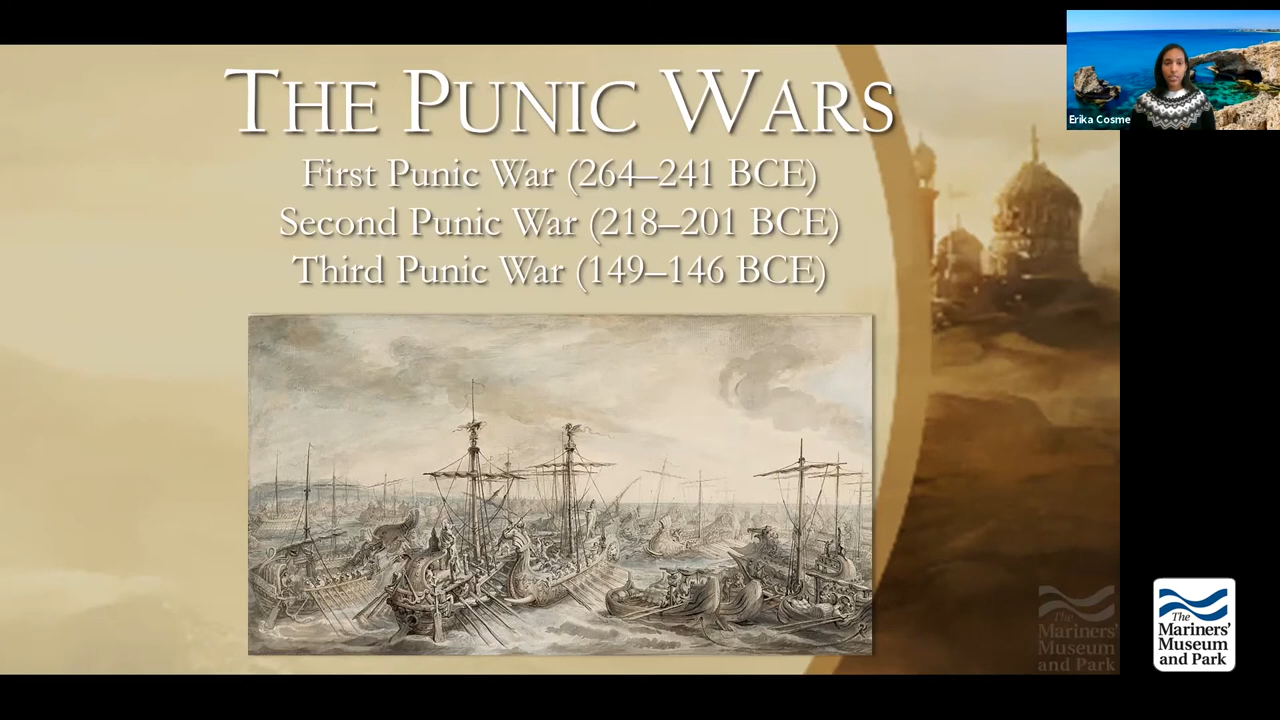 The Punic Wars
First Punic War (264–241 BCE)
Second Punic War (218–201 BCE)
Third Punic War (149–146 BCE)
Erika Cosme
The
Mariners'
Museum
and Park
The
Mariners'
Museum
and Park